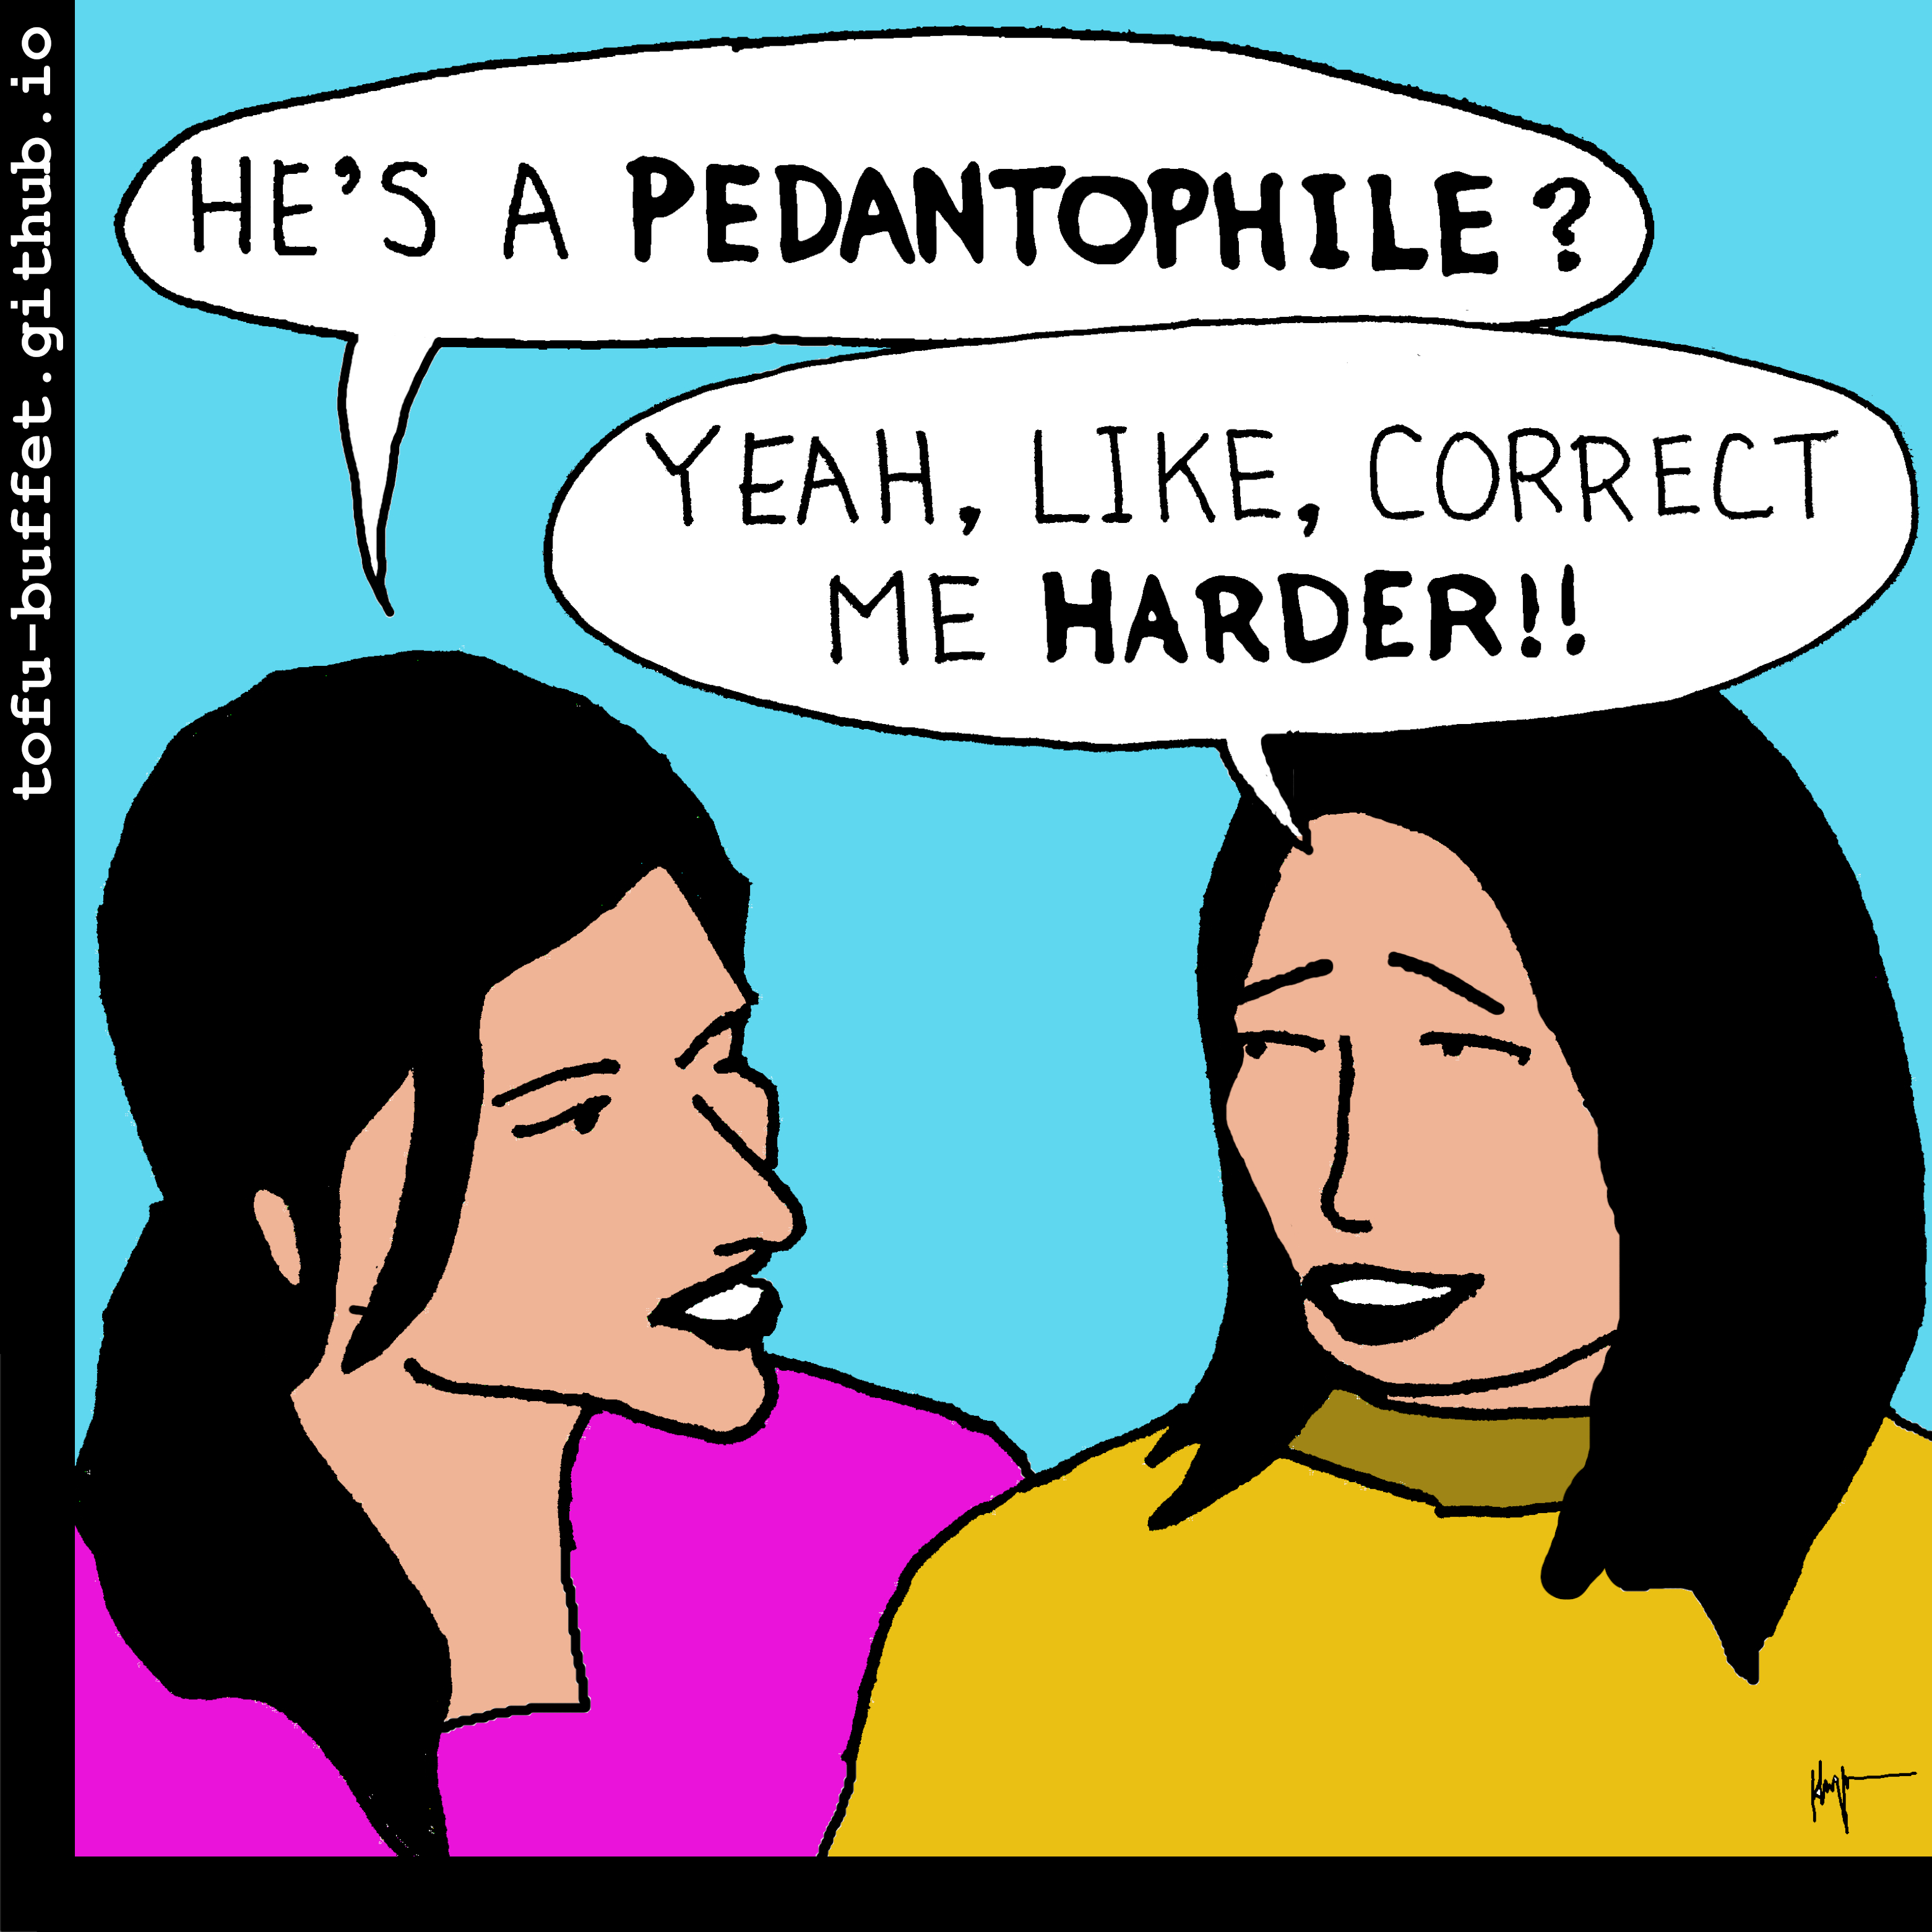 tofu-buffet.github.io
HE'S A PEDANTOPHILE?
YEAH, LIKE, CORRECT
ME HARDER!!